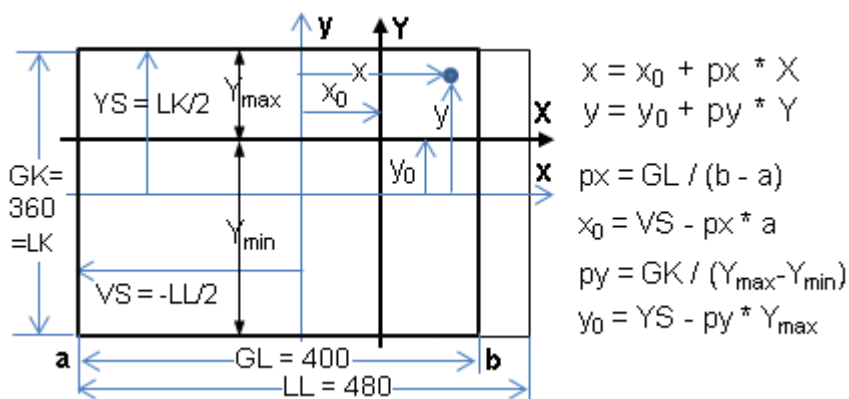 y Y
x
YS = LK/2
Ymax
x0
y
X
x
y0
GK=
360
=LK
Ymin
VS = -LL/2
a GL = 400 b
LL = 480
x = x0 + px * X
y = y0 + py * Y
px = GL / (b - a)
x0 = VS - px * a
py = GK / (Ymax-Ymin)
y0 = YS - py * Ymax